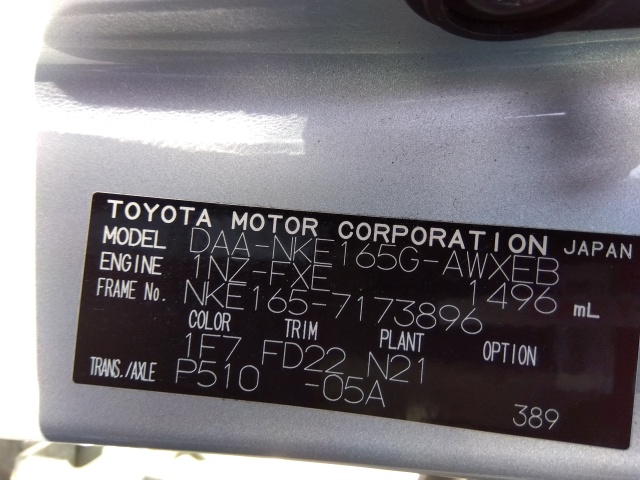 TOYOTA MOTOR CORPORATION JAPAN
MODEL DAA-NKE165G-AWXEB
ENGINE 1NZ-FXE 1496 mL
FRAME No. NKE165-7173896
COLOR TRIM PLANT OPTION
1F7 FD22 N21
TRANS./AXLE P510 -05A
389